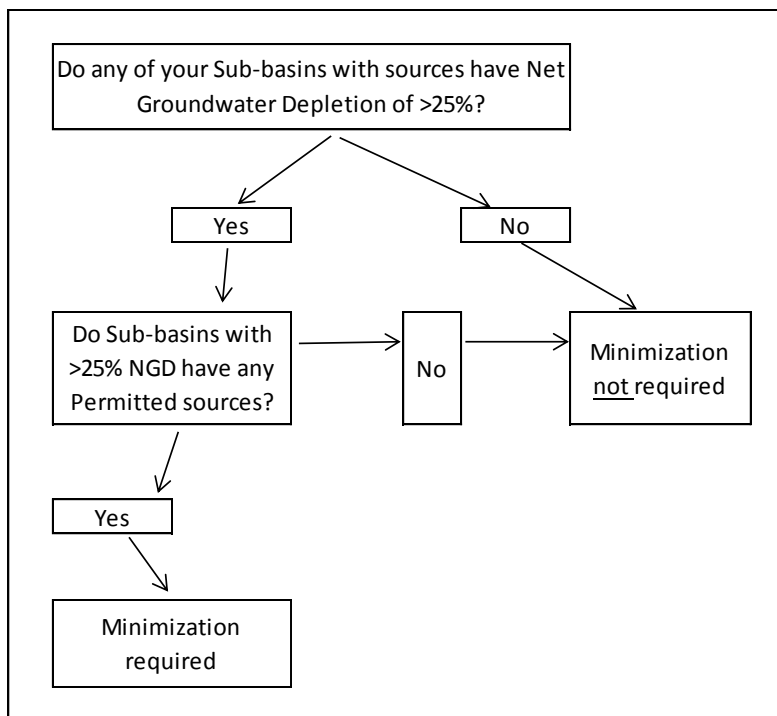 Do any of your Sub-basins with sources have Net
Groundwater Depletion of >25%?
Yes
No
Do Sub-basins with
>25% NGD have any
Permitted sources?
No
Minimization
not required
Yes
Minimization
required